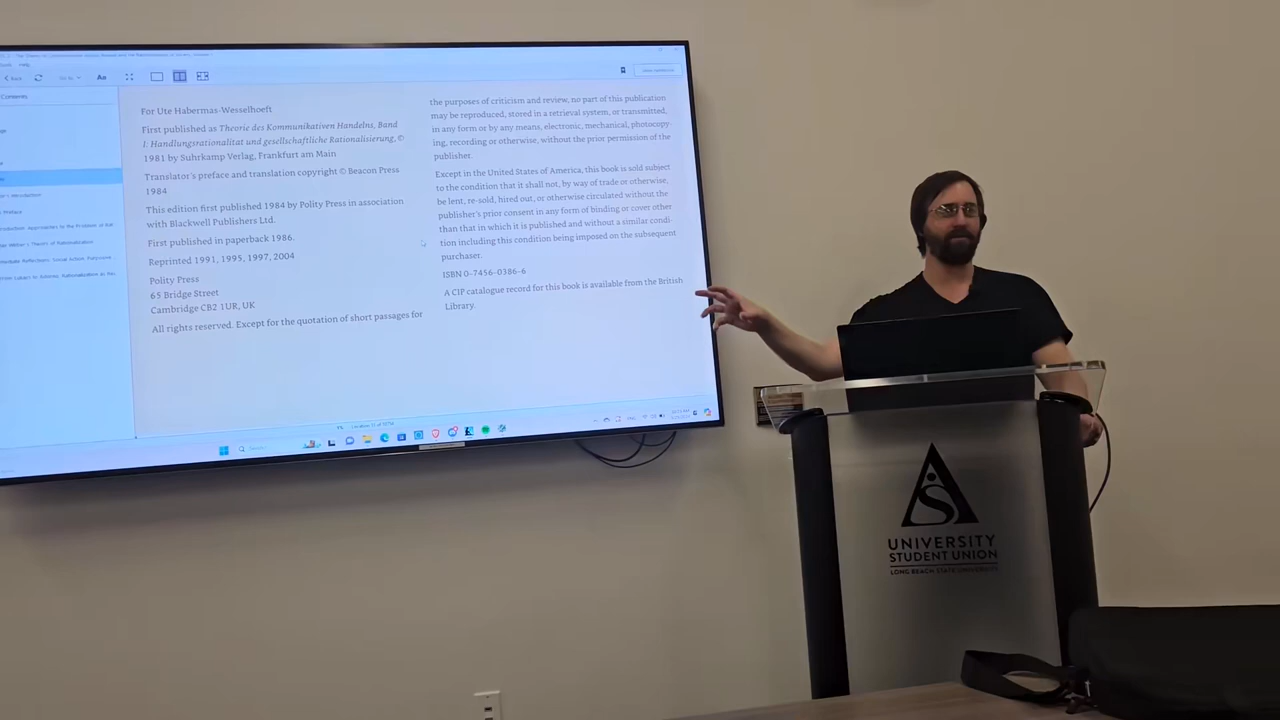 Help
Back
Go to
Aa
Contents
For Ute Habermas-Wesselhoeft
First published as Theorie des Kommunikativen Handelns, Band
I. Handlungsrationalitat und gesellschaftliche Rationalisierung, ©
1981 by Suhrkamp Verlag, Frankfurt am Main
Translator's preface and translation copyright © Beacon Press
1984
This edition first published 1984 by Polity Press in association
with Blackwell Publishers Ltd.
First published in paperback 1986.
Reprinted 1991, 1995, 1997, 2004
Polity Press
65 Bridge Street
Cambridge CB2 1UR, UK
All rights reserved. Except for the quotation of short passages for
the purposes of criticism and review, no part of this publication
may be reproduced, stored in a retrieval system, or transmitted,
in any form or by any means, electronic, mechanical, photocopy-
ing, recording or otherwise, without the prior permission of the
publisher.
Except in the United States of America, this book is sold subject
to the condition that it shall not, by way of trade or otherwise,
be lent, re-sold, hired out, or otherwise circulated without the
publisher's prior consent in any form of binding or cover other
than that in which it is published and without a similar condi-
tion including this condition being imposed on the subsequent
purchaser.
ISBN 0-7456-0386-6
A CIP catalogue record for this book is available from the British
Library.
Search
UNIVERSITY
STUDENT UNION
LONG BEACH STATE UNIVERSITY